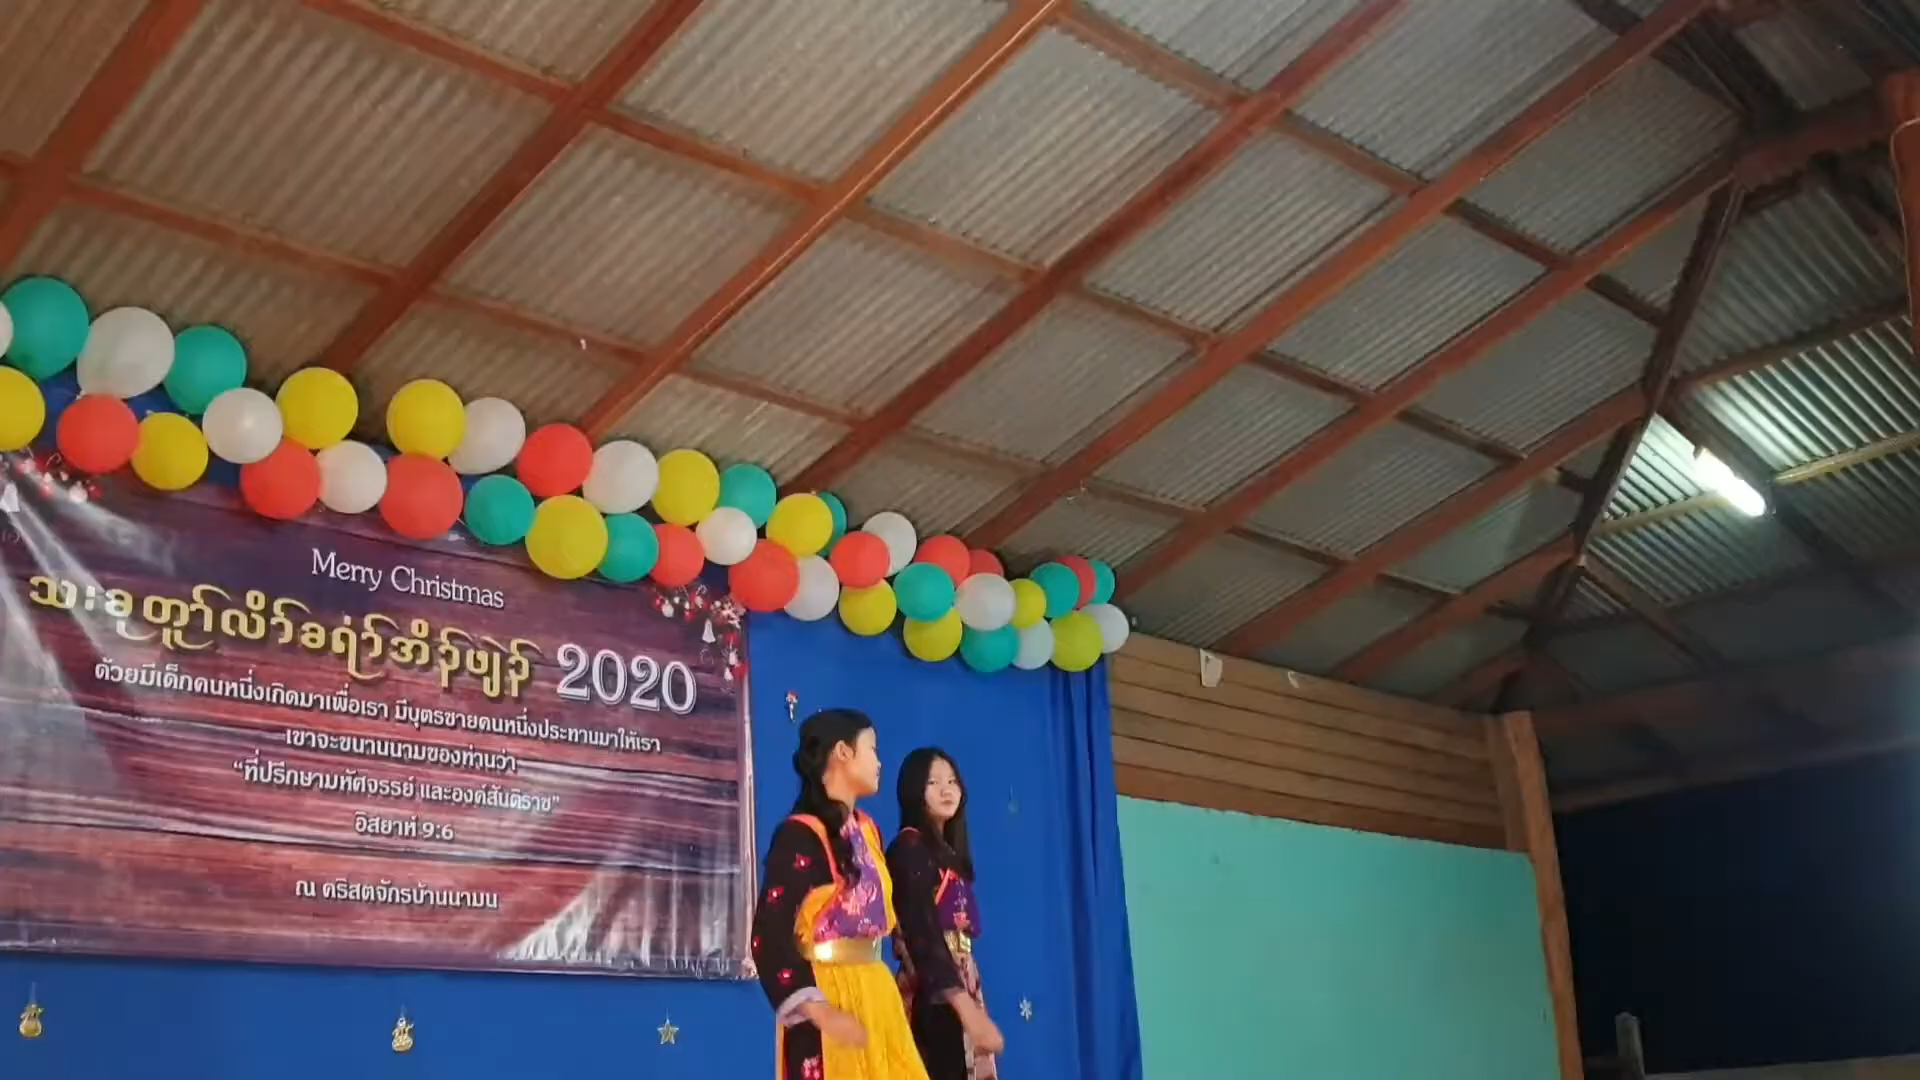 Merry Christmas
2020
ด้วยมีเด็กคนหนึ่งเกิดมาเพื่อเรา มีบุตรชายคนหนึ่งประทานมาให้เรา
เขาจะขนานนามของท่านว่า
“ที่ปรึกษามหัศจรรย์ และองค์สันติราช”
อิสยาห์ 9:6
ณ คริสตจักรบ้านนามน